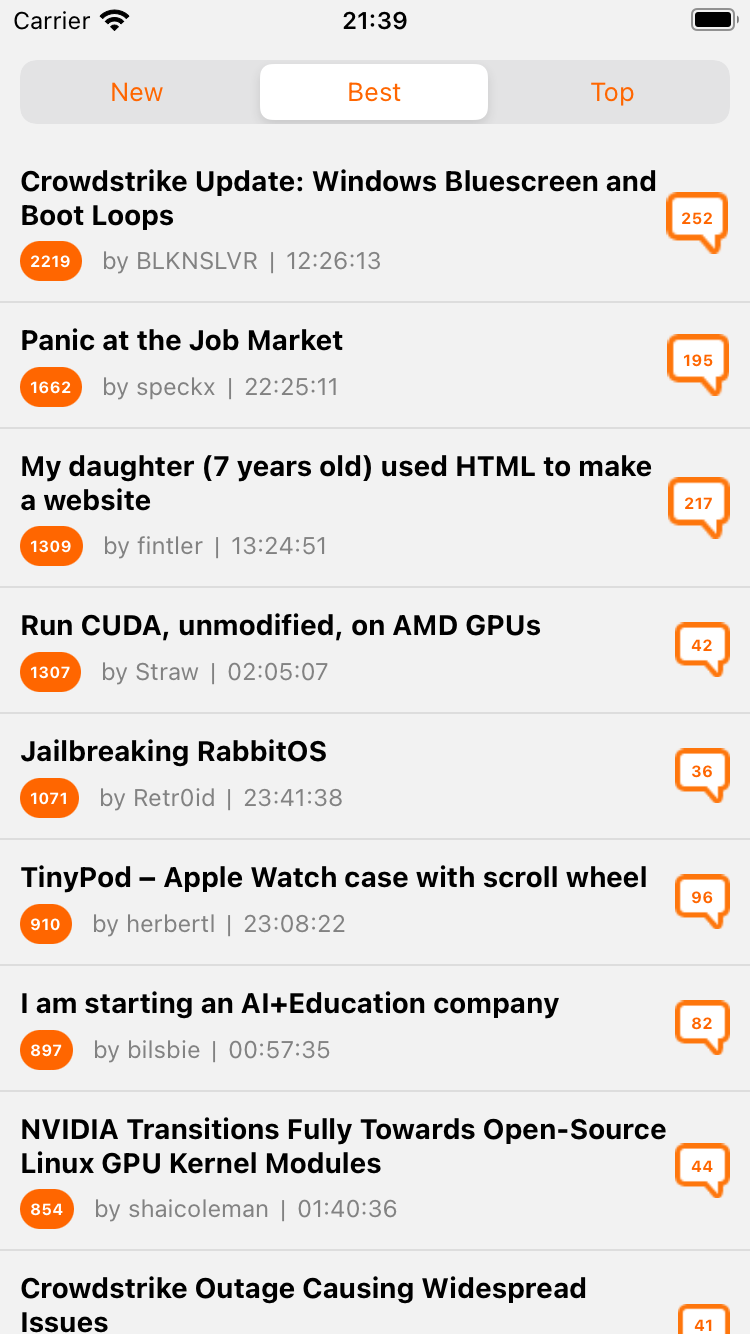 Carrier 21:39
New Best Top
Crowdstrike Update: Windows Bluescreen and
Boot Loops
252
2219 by BLKNSLVR | 12:26:13
Panic at the Job Market
195
1662 by speckx | 22:25:11
My daughter (7 years old) used HTML to make
a website
217
1309 by fintler | 13:24:51
Run CUDA, unmodified, on AMD GPUs
42
1307 by Straw | 02:05:07
Jailbreaking RabbitOS
36
1071 by Retr0id | 23:41:38
TinyPod – Apple Watch case with scroll wheel
96
910 by herbertl | 23:08:22
I am starting an AI+Education company
82
897 by bilsbie | 00:57:35
NVIDIA Transitions Fully Towards Open-Source
Linux GPU Kernel Modules
44
854 by shaicoleman | 01:40:36
Crowdstrike Outage Causing Widespread
Issues
41